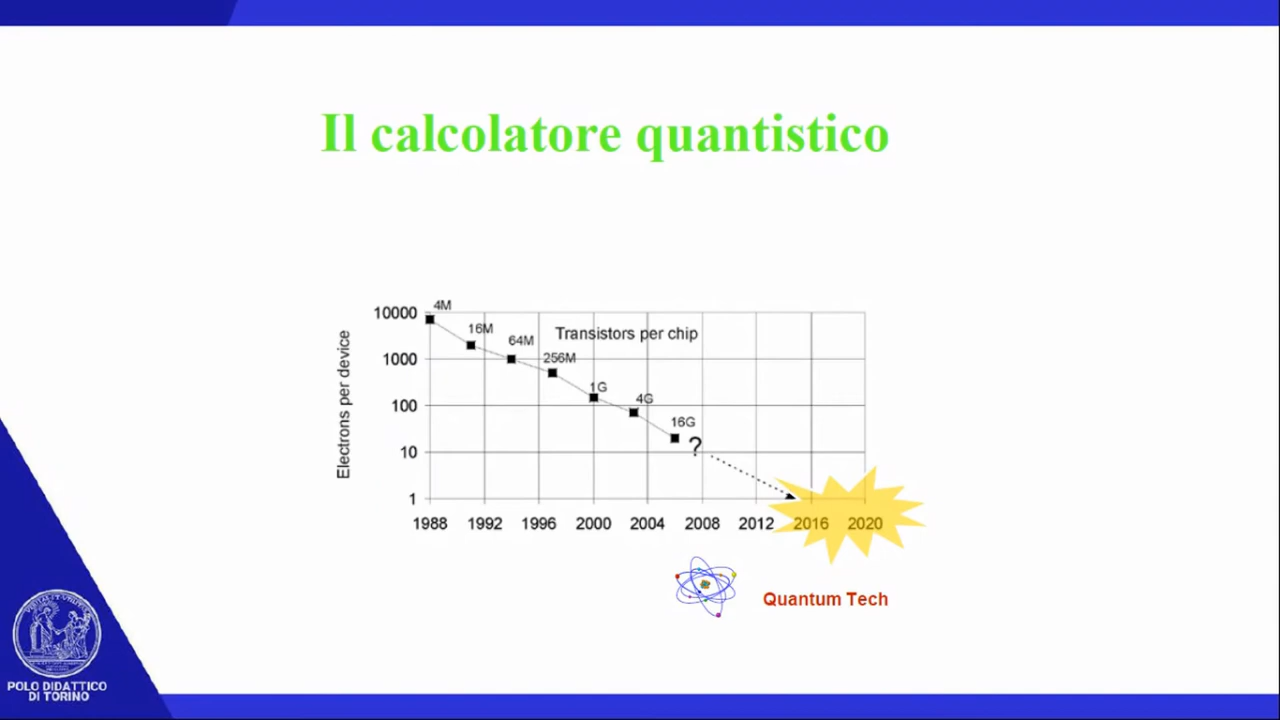 Il calcolatore quantistico
Transistors per chip
Electrons per device
10000
1000
100
10
1
4M
16M
64M
256M
1G
4G
16G
?
1988 1992 1996 2000 2004 2008 2012 2016 2020
Quantum Tech
POLO DIDATTICO
DI TORINO